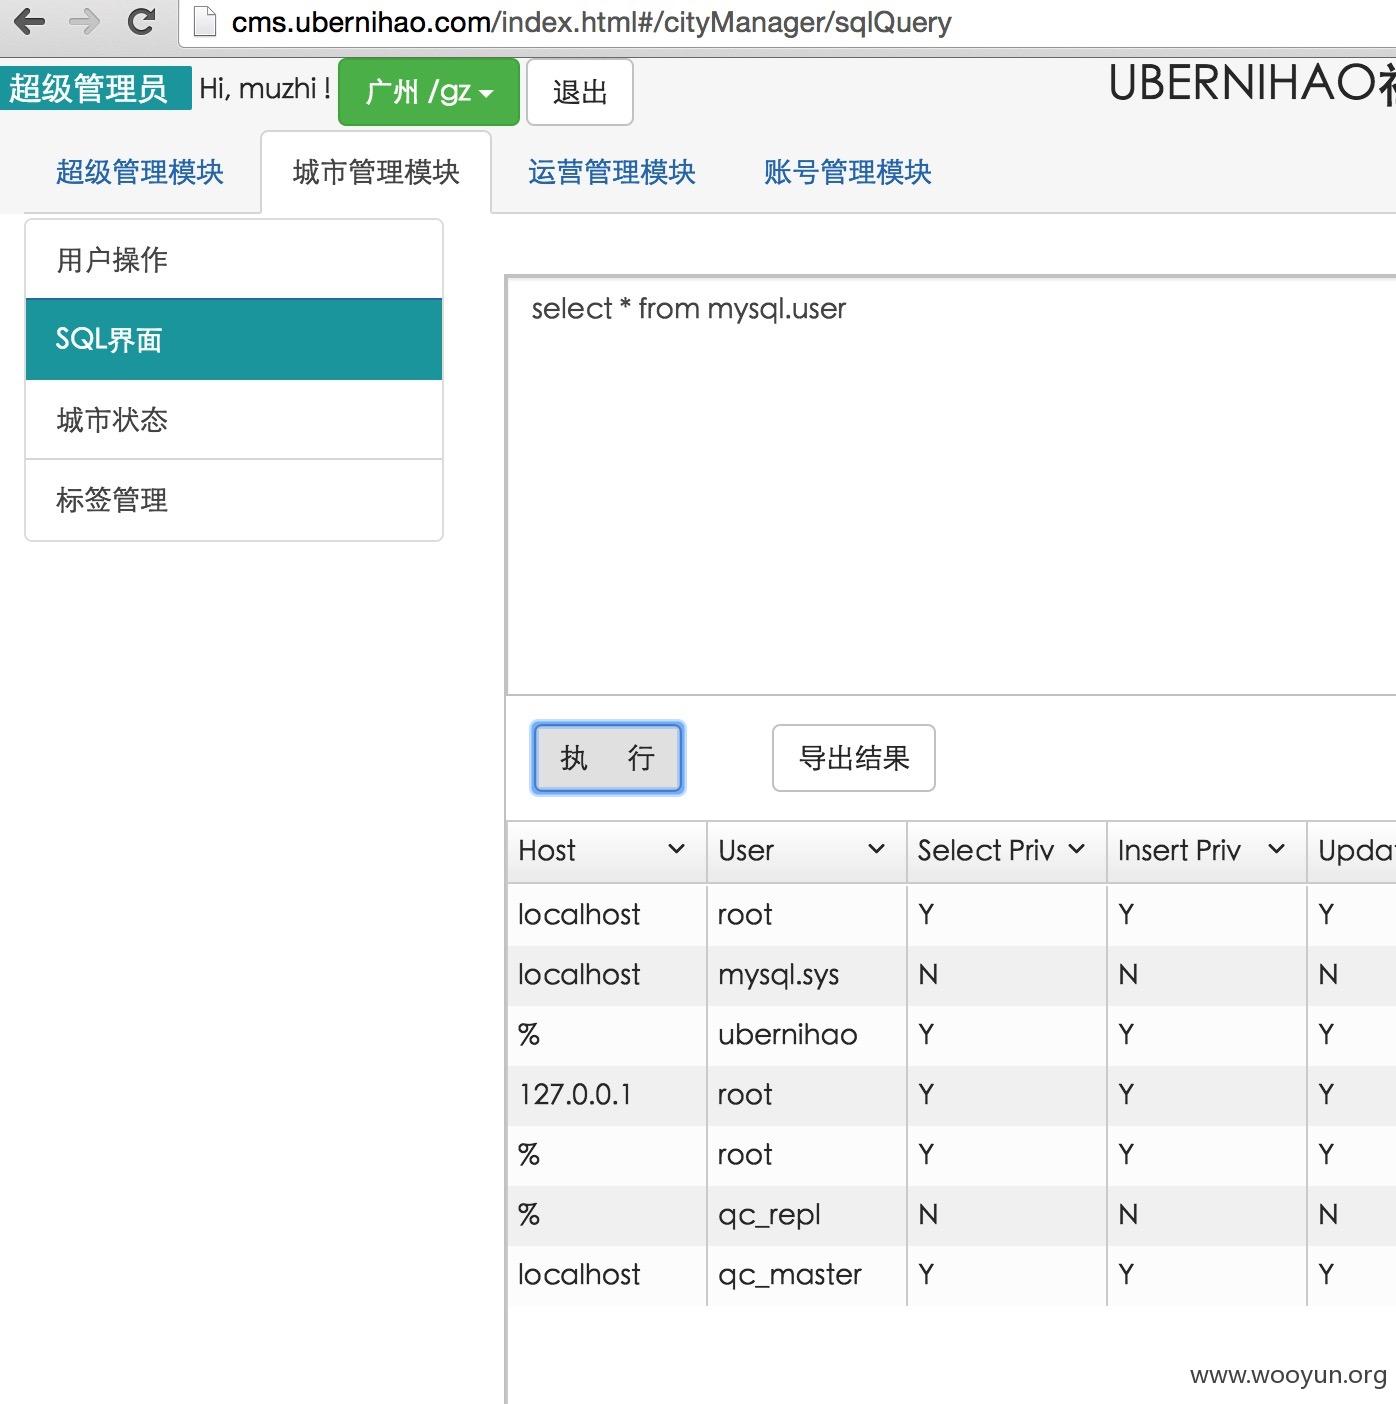 cms.ubernihao.com/index.html#/cityManager/sqlQuery
超级管理员 Hi, muzhi ! 广州 /gz 退出 UBERNIHAO
超级管理模块 城市管理模块 运营管理模块 账号管理模块
用户操作
SQL界面
城市状态
标签管理
select * from mysql.user
执 行 导出结果
Host User Select Priv Insert Priv
localhost root Y Y Y
localhost mysql.sys N N N
% ubernihao Y Y Y
127.0.0.1 root Y Y Y
% root Y Y Y
% qc_repl N N N
localhost qc_master Y Y Y
www.wooyun.org